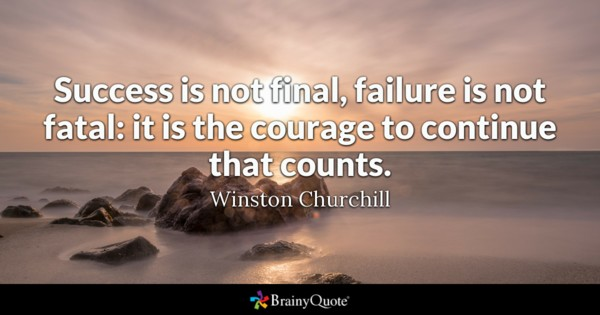 Success is not final, failure is not
fatal: it is the courage to continue
that counts.
Winston Churchill
BrainyQuote®